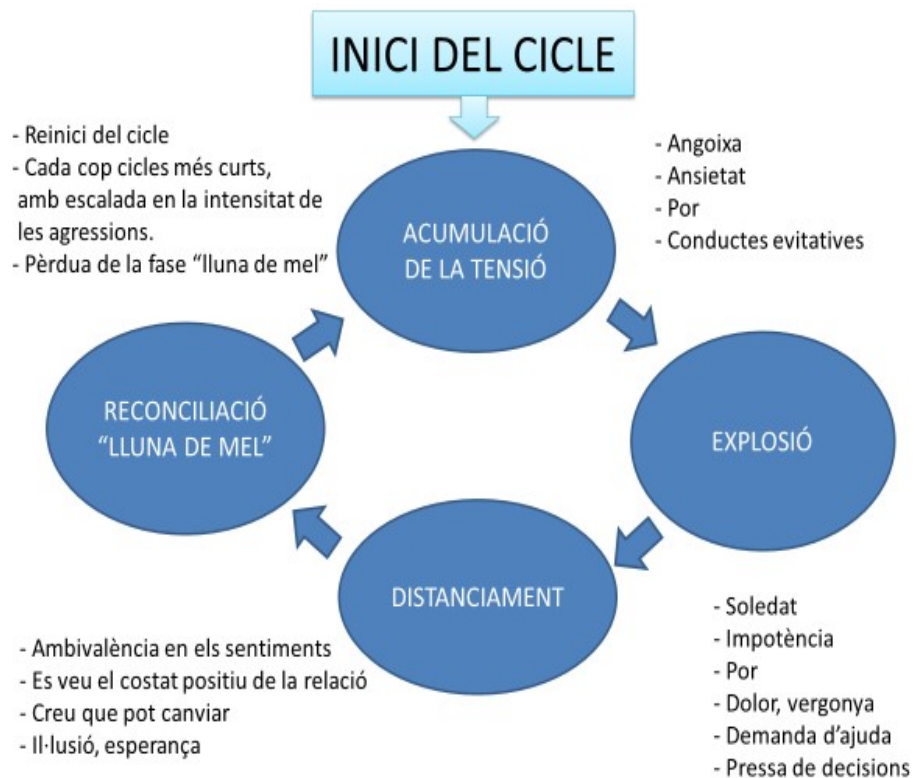 INICI DEL CICLE
- Reinici del cicle
- Cada cop cicles més curts,
amb escalada en la intensitat de
les agressions.
- Pèrdua de la fase “lluna de mel”
ACUMULACIÓ
DE LA TENSIÓ
- Angoixa
- Ansietat
- Por
- Conductes evitatives
RECONCILIACIÓ
“LLUNA DE MEL”
EXPLOSIÓ
DISTANCIAMENT
- Ambivalència en els sentiments
- Es veu el costat positiu de la relació
- Creu que pot canviar
- Il·lusió, esperança
- Soledat
- Impotència
- Por
- Dolor, vergonya
- Demanda d’ajuda
- Pressa de decisions